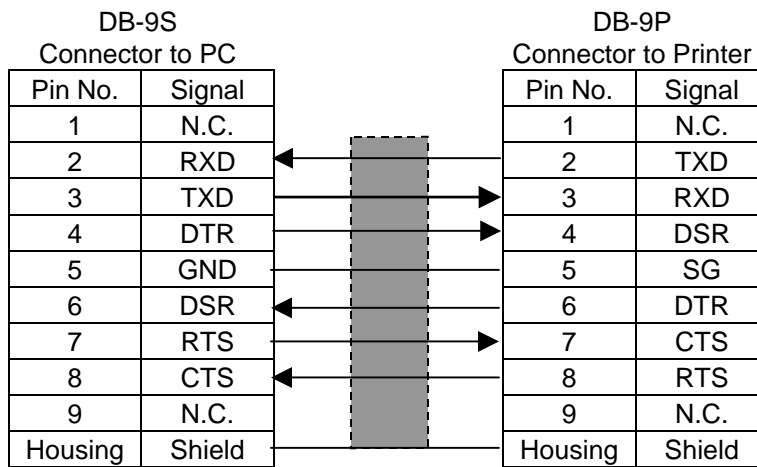 DB-9S
Connector to PC
Pin No. Signal
1 N.C.
2 RXD
3 TXD
4 DTR
5 GND
6 DSR
7 RTS
8 CTS
9 N.C.
Housing Shield
DB-9P
Connector to Printer
Pin No. Signal
1 N.C.
2 TXD
3 RXD
4 DSR
5 SG
6 DTR
7 CTS
8 RTS
9 N.C.
Housing Shield